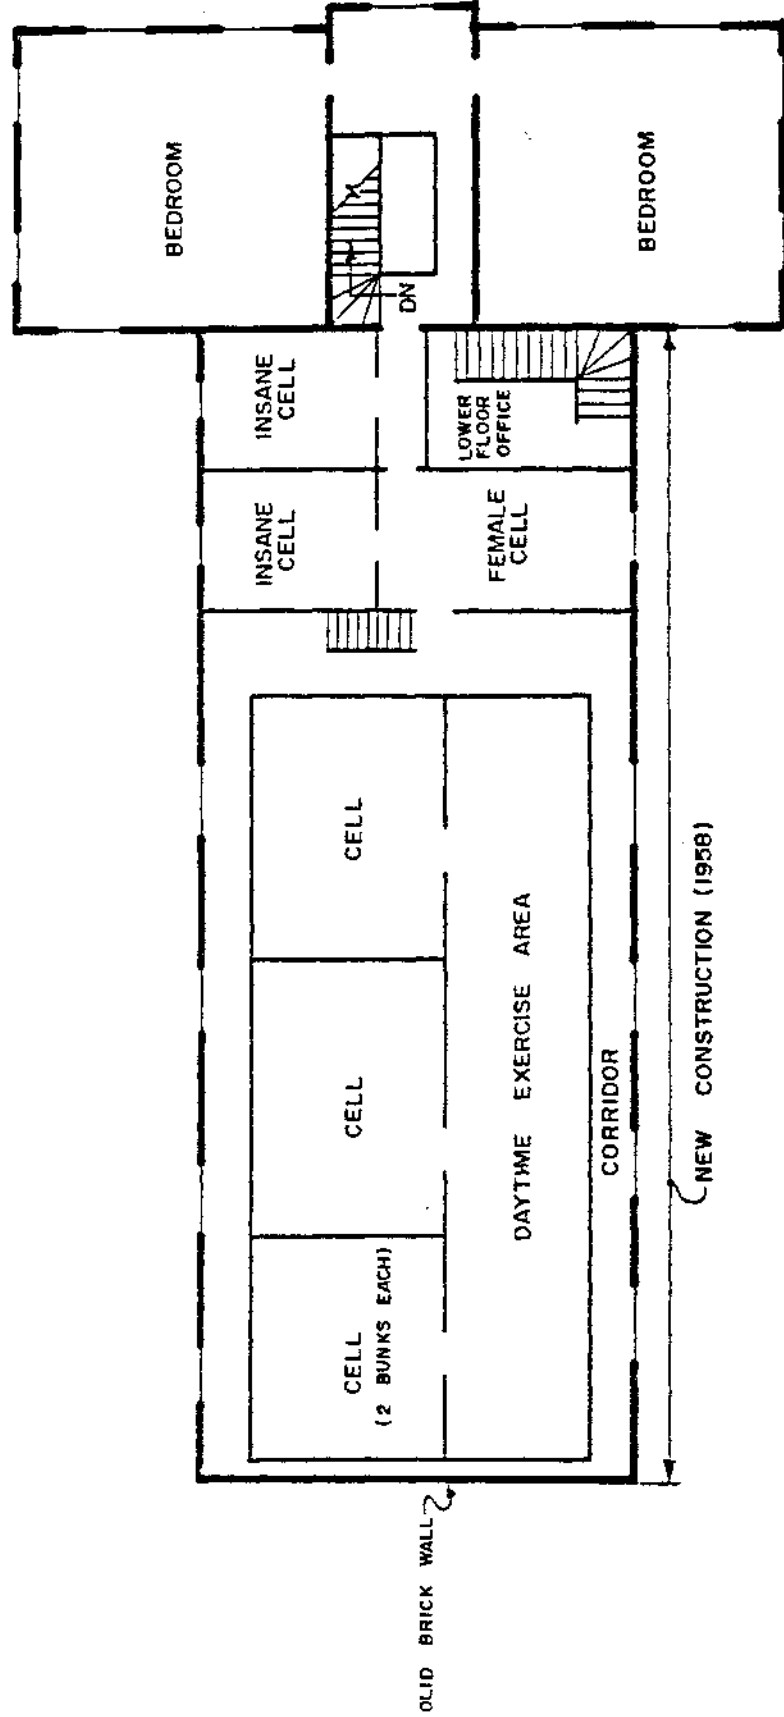 OLID BRICK WALL
CELL
(2 BUNKS EACH)
CELL
CELL
DAYTIME EXERCISE AREA
CORRIDOR
NEW CONSTRUCTION (1958)
INSANE
CELL
INSANE
CELL
FEMALE
CELL
LOWER
FLOOR
OFFICE
DN
BEDROOM
BEDROOM